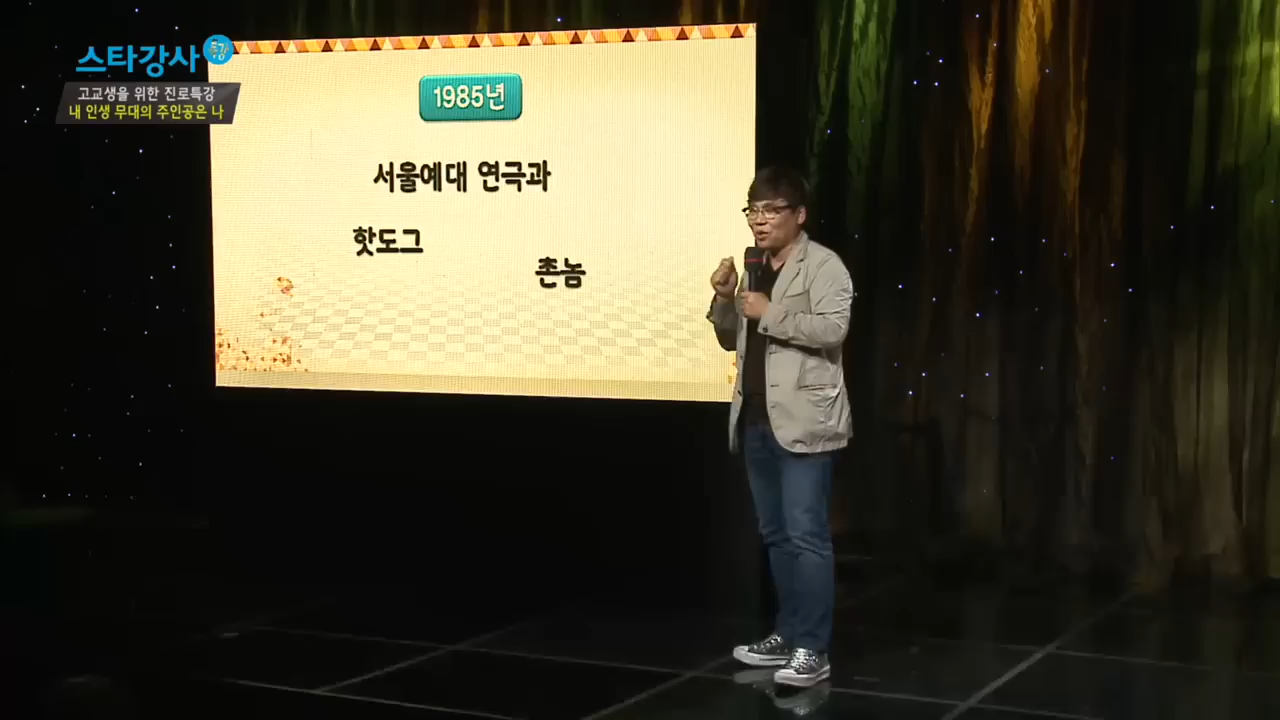 스타강사 특강
고교생을 위한 진로특강
내 인생 무대의 주인공은 나
1985년
서울예대 연극과
핫도그
촌놈